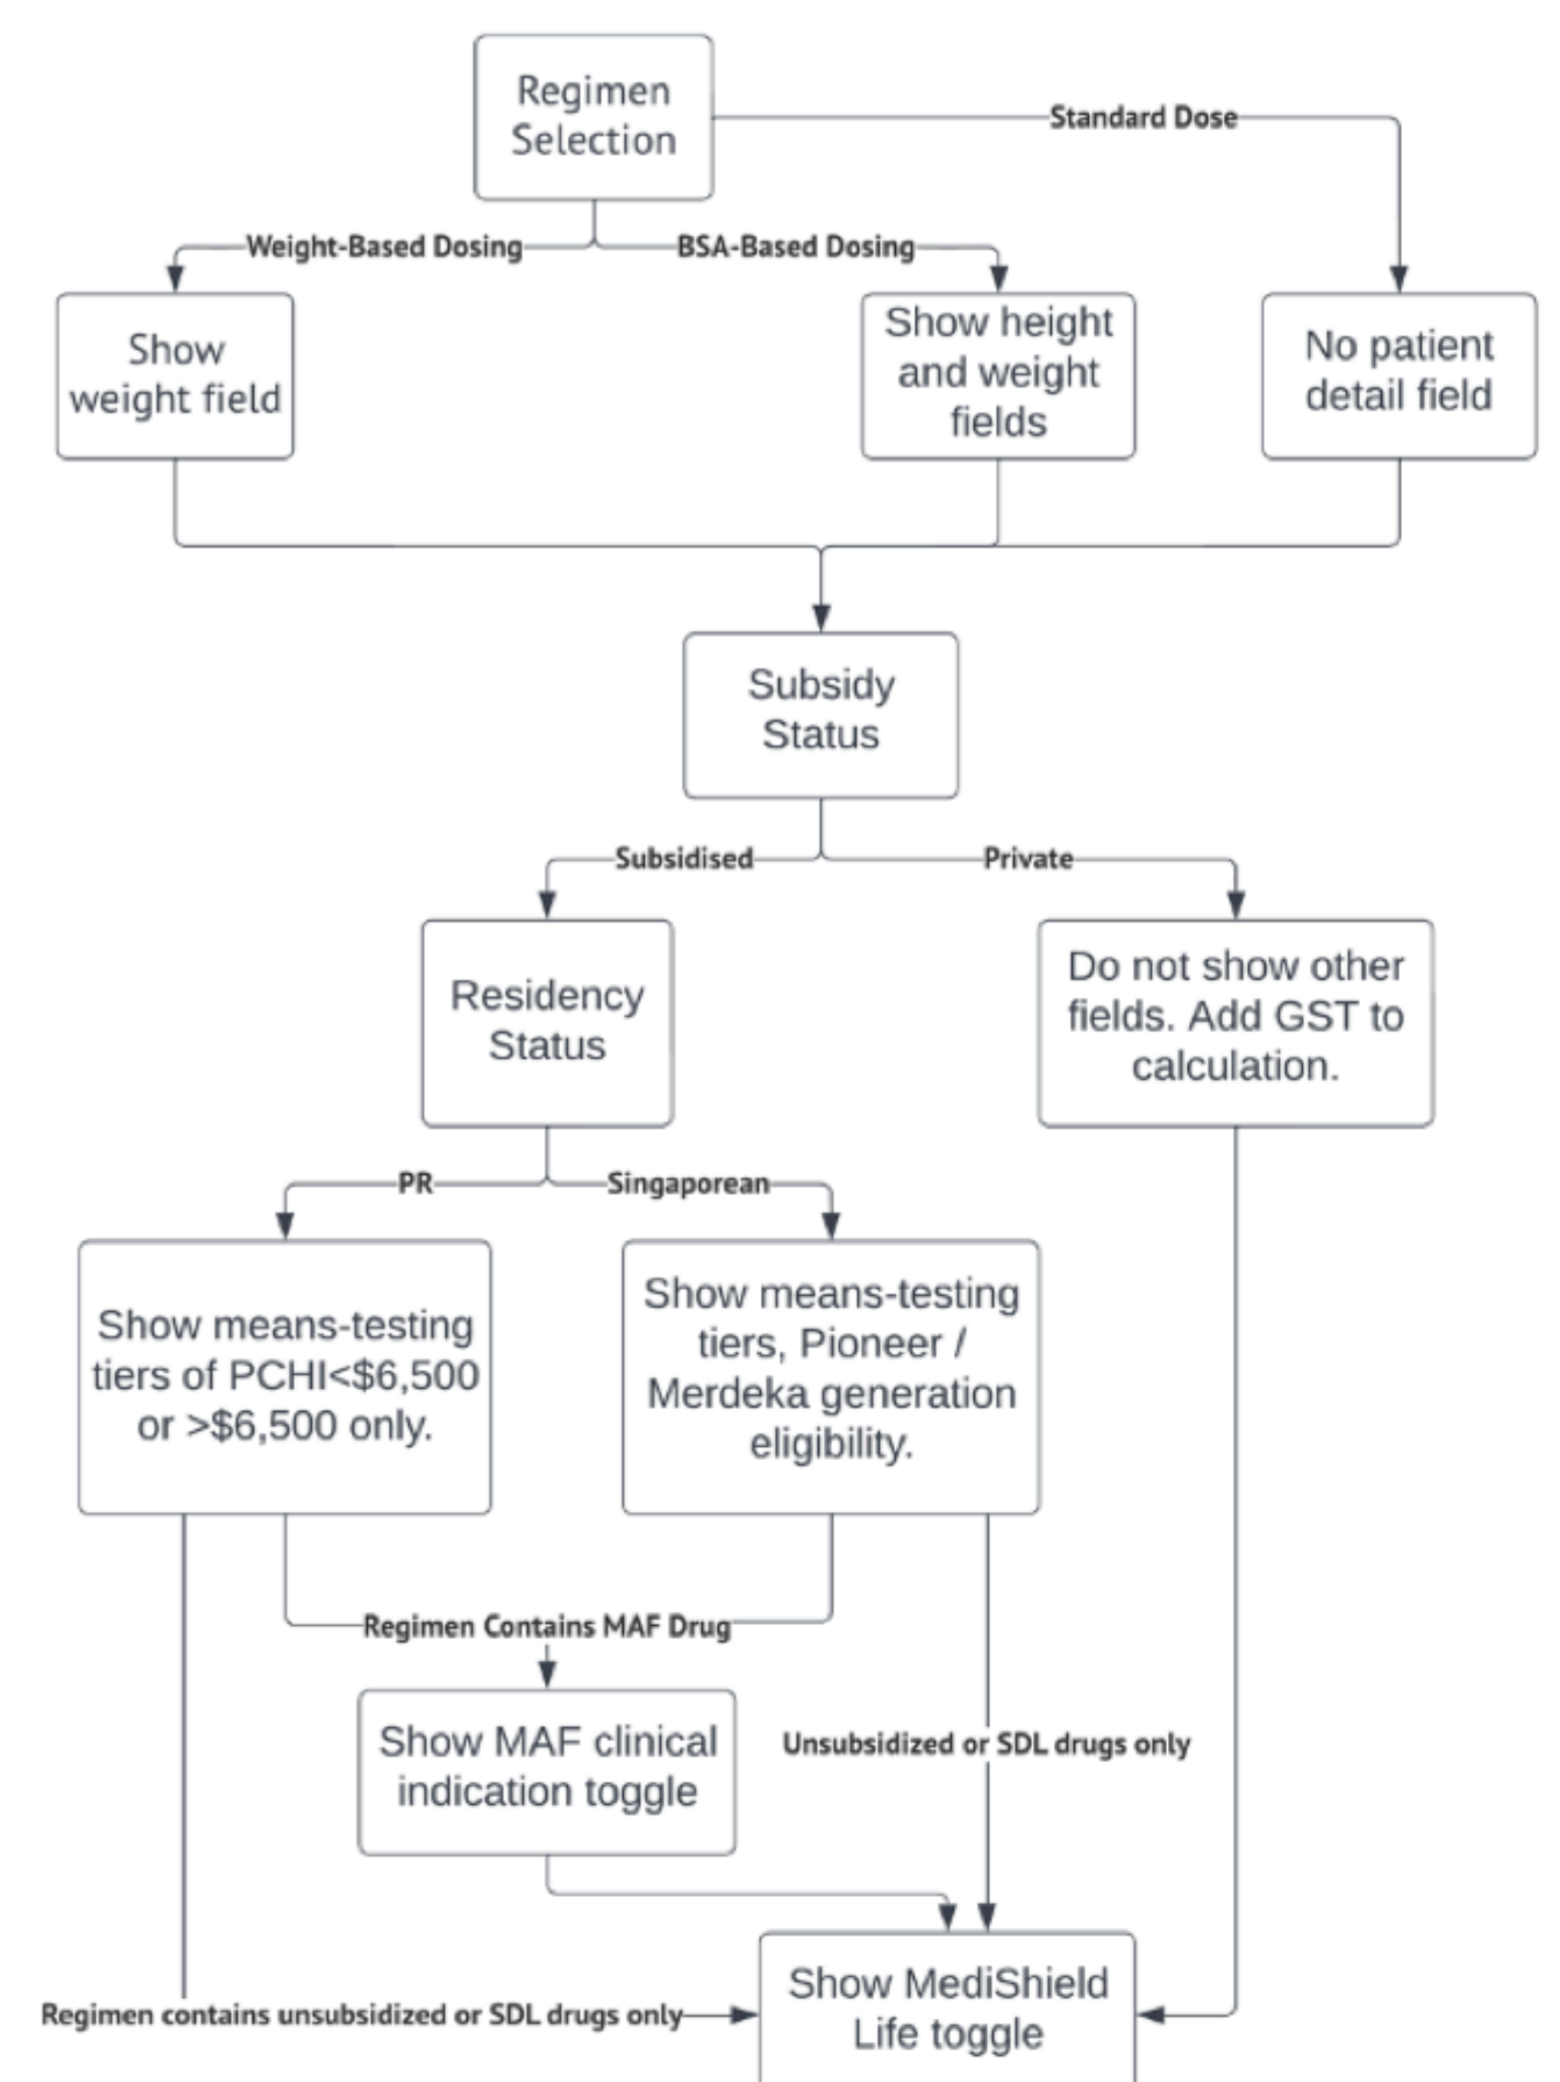 Regimen
Selection
Standard Dose
Weight-Based Dosing
BSA-Based Dosing
Show
weight field
Show height
and weight
fields
No patient
detail field
Subsidy
Status
Subsidised
Private
Residency
Status
Do not show other
fields. Add GST to
calculation.
PR
Singaporean
Show means-testing
tiers of PCHI<$6,500
or >$6,500 only.
Show means-testing
tiers, Pioneer /
Merdeka generation
eligibility.
Regimen Contains MAF Drug
Show MAF clinical
indication toggle
Unsubsidized or SDL drugs only
Regimen contains unsubsidized or SDL drugs only
Show MediShield
Life toggle